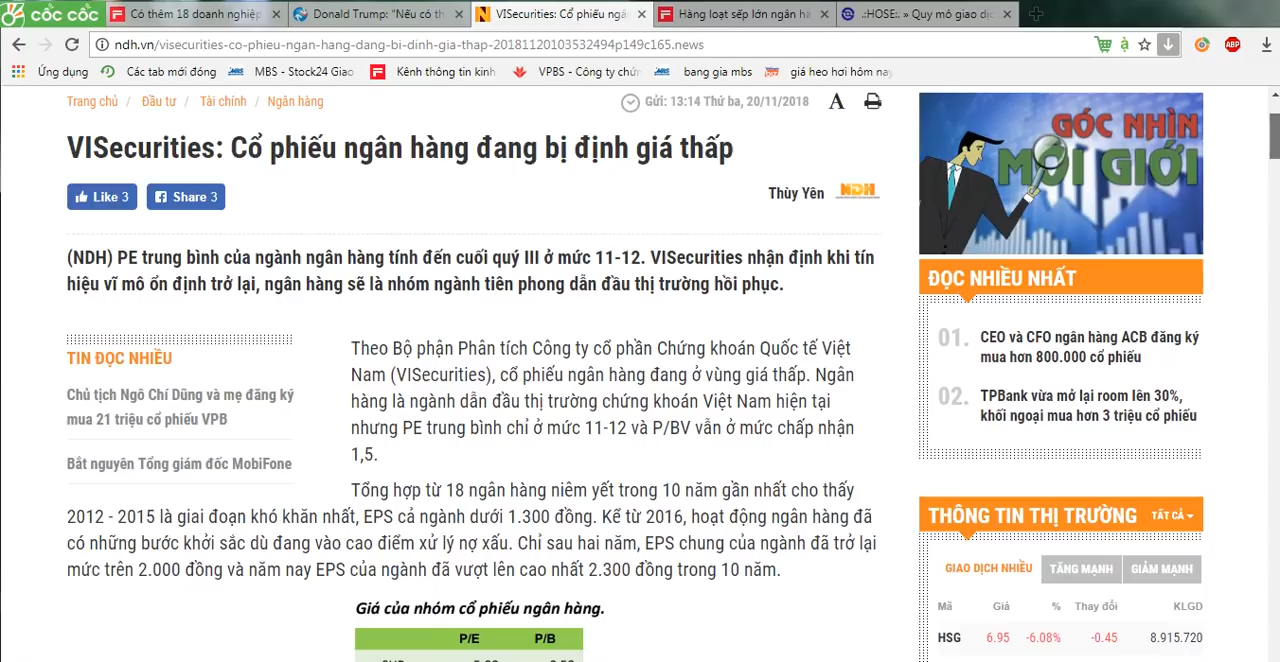 cốc cốc
Có thêm 18 doanh nghiệp
Donald Trump: "Nếu có th
VISecurities: Cổ phiếu ngân
Hàng loạt sếp lớn ngân hà
.:HOSE:. » Quy mô giao dị
ndh.vn/visecurities-co-phieu-ngan-hang-dang-bi-dinh-gia-thap-20181120103532494p149c165.news
ABP
Ứng dụng
Các tab mới đóng
MBS - Stock24 Giao
Kênh thông tin kinh
VPBS - Công ty chứn
bang gia mbs
giá heo hơi hôm nay
Trang chủ / Đầu tư / Tài chính / Ngân hàng
Gửi: 13:14 Thứ ba, 20/11/2018
A
VISecurities: Cổ phiếu ngân hàng đang bị định giá thấp
Like 3
Share 3
Thùy Yên
NDH
(NDH) PE trung bình của ngành ngân hàng tính đến cuối quý III ở mức 11-12. VISecurities nhận định khi tín
hiệu vĩ mô ổn định trở lại, ngân hàng sẽ là nhóm ngành tiên phong dẫn đầu thị trường hồi phục.
TIN ĐỌC NHIỀU
Chủ tịch Ngô Chí Dũng và mẹ đăng ký
mua 21 triệu cổ phiếu VPB
Bắt nguyên Tổng giám đốc MobiFone
Theo Bộ phận Phân tích Công ty cổ phần Chứng khoán Quốc tế Việt
Nam (VISecurities), cổ phiếu ngân hàng đang ở vùng giá thấp. Ngân
hàng là ngành dẫn đầu thị trường chứng khoán Việt Nam hiện tại
nhưng PE trung bình chỉ ở mức 11-12 và P/BV vẫn ở mức chấp nhận
1,5.
Tổng hợp từ 18 ngân hàng niêm yết trong 10 năm gần nhất cho thấy
2012 - 2015 là giai đoạn khó khăn nhất, EPS cả ngành dưới 1.300 đồng. Kể từ 2016, hoạt động ngân hàng đã
có những bước khởi sắc dù đang vào cao điểm xử lý nợ xấu. Chỉ sau hai năm, EPS chung của ngành đã trở lại
mức trên 2.000 đồng và năm nay EPS của ngành đã vượt lên cao nhất 2.300 đồng trong 10 năm.
Giá của nhóm cổ phiếu ngân hàng.
P/E P/B
GÓC NHÌN
MÔI GIỚI
ĐỌC NHIỀU NHẤT
01. CEO và CFO ngân hàng ACB đăng ký
mua hơn 800.000 cổ phiếu
02. TPBank vừa mở lại room lên 30%,
khối ngoại mua hơn 3 triệu cổ phiếu
THÔNG TIN THỊ TRƯỜNG TẤT CẢ
GIAO DỊCH NHIỀU TĂNG MẠNH GIẢM MẠNH
Mã Giá % Thay đổi KLGD
HSG 6.95 -6.08% -0.45 8.915.720